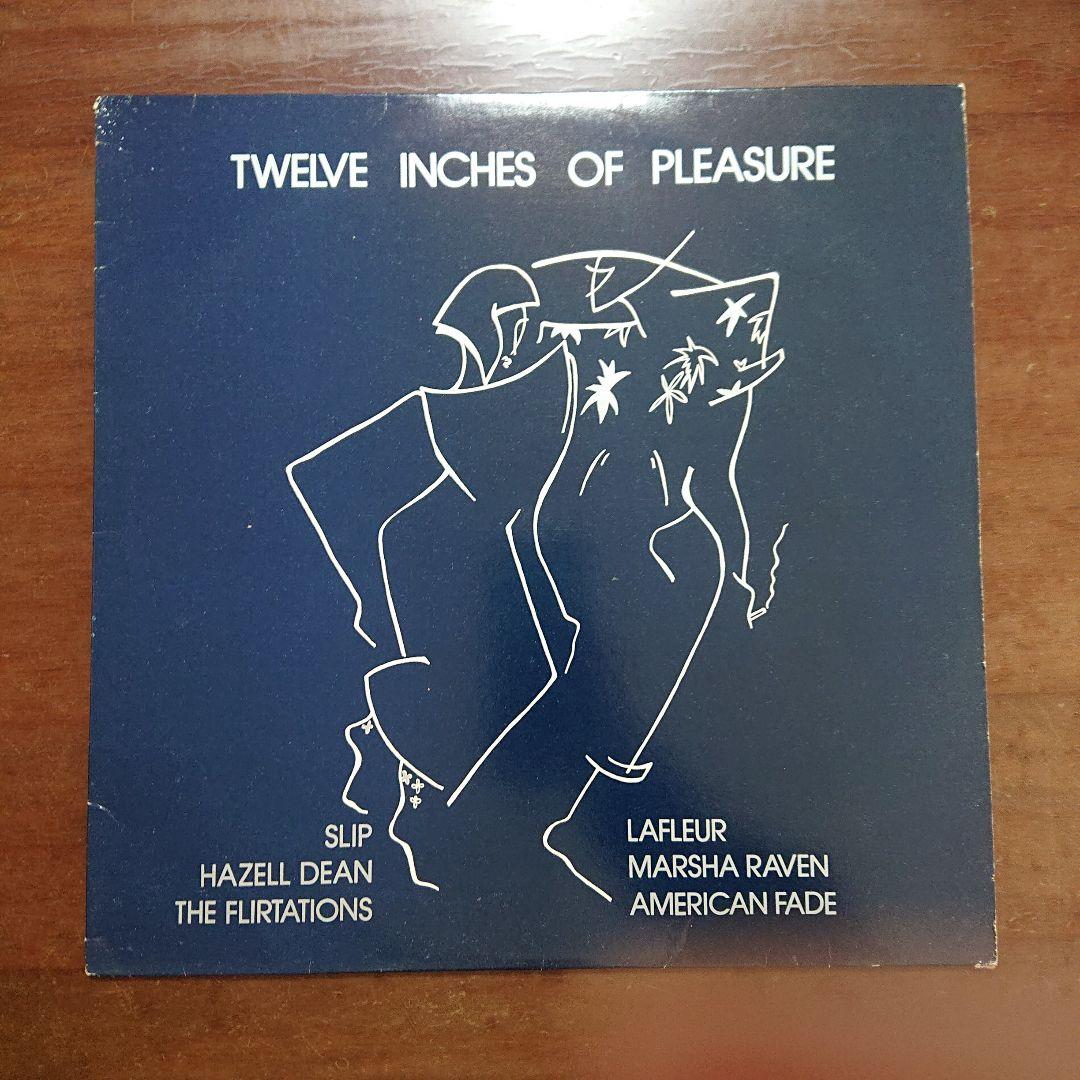 TWELVE INCHES OF PLEASURE
SLIP
HAZELL DEAN
THE FLIRTATIONS
LAFLEUR
MARSHA RAVEN
AMERICAN FADE